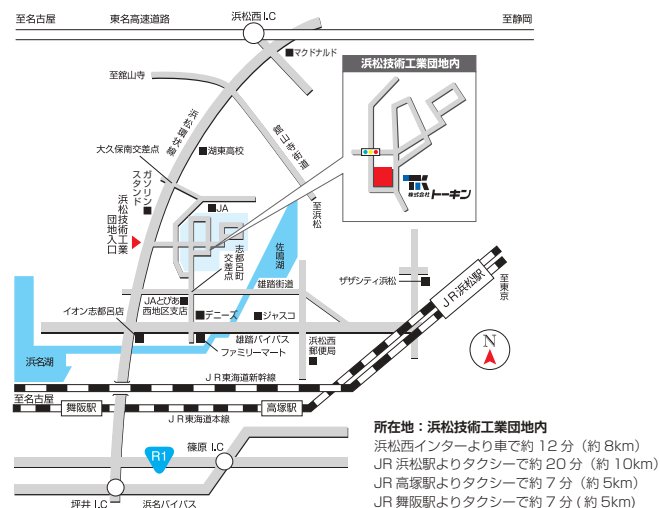 至名古屋
東名高速道路
浜松西I.C
至静岡
マクドナルド
浜松技術工業団地内
至舘山寺
浜松環状線
舘山寺街道
湖東高校
大久保南交差点
ガソリン
スタンド
株式会社トーキン
JA
至浜松
浜松技術工業
団地入口
志都呂町
交差点
佐鳴湖
ザザシティ浜松
JR浜松駅
至東京
雄踏街道
JAとぴあ
西地区支店
デニーズ
ジャスコ
イオン志都呂店
雄踏バイパス
ファミリーマート
浜松西
郵便局
N
浜名湖
JR東海道新幹線
至名古屋
舞阪駅
高塚駅
JR東海道本線
R1
篠原 I.C
坪井 I.C
浜名バイパス
所在地：浜松技術工業団地内
浜松西インターより車で約12分（約8km）
JR浜松駅よりタクシーで約20分（約10km）
JR高塚駅よりタクシーで約7分（約5km）
JR舞阪駅よりタクシーで約7分(約5km)